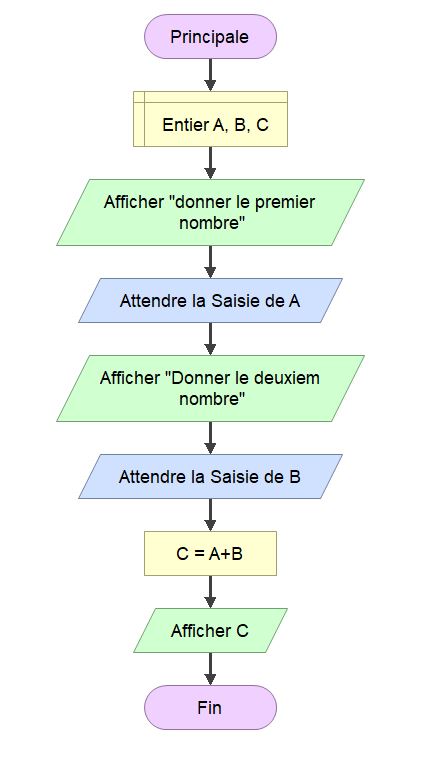 Principale
Entier A, B, C
Afficher "donner le premier
nombre"
Attendre la Saisie de A
Afficher "Donner le deuxiem
nombre"
Attendre la Saisie de B
C = A+B
Afficher C
Fin